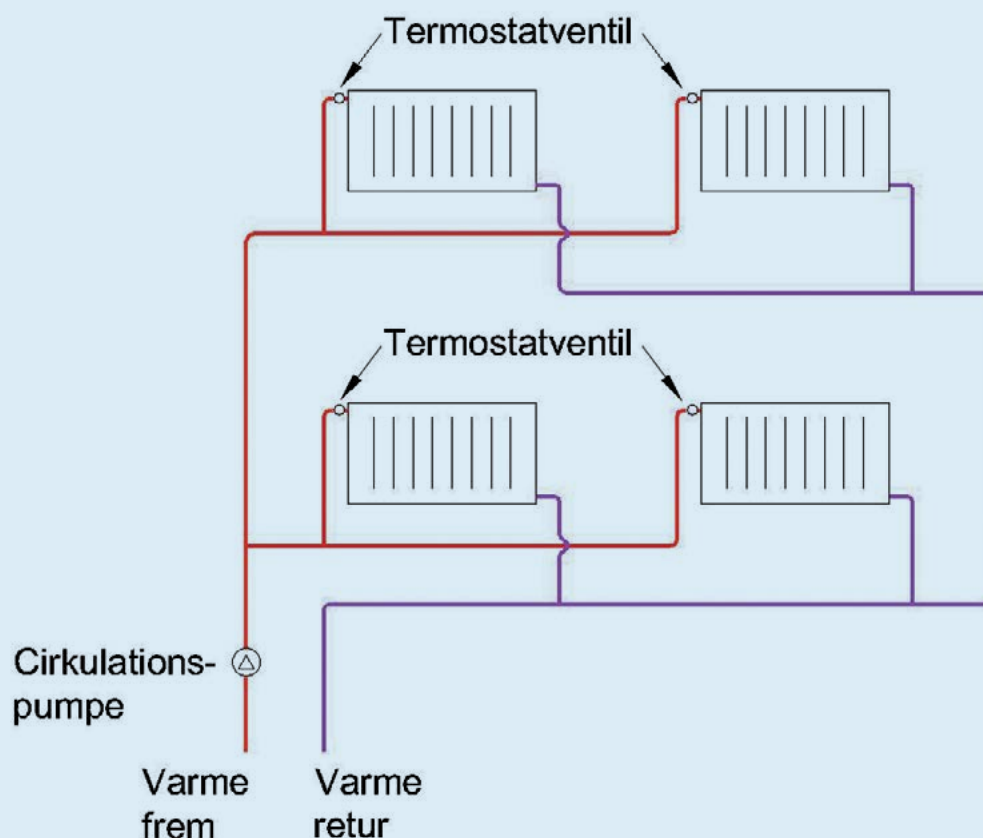 Termostatventil
Termostatventil
Cirkulations-
pumpe
Varme
frem
Varme
retur